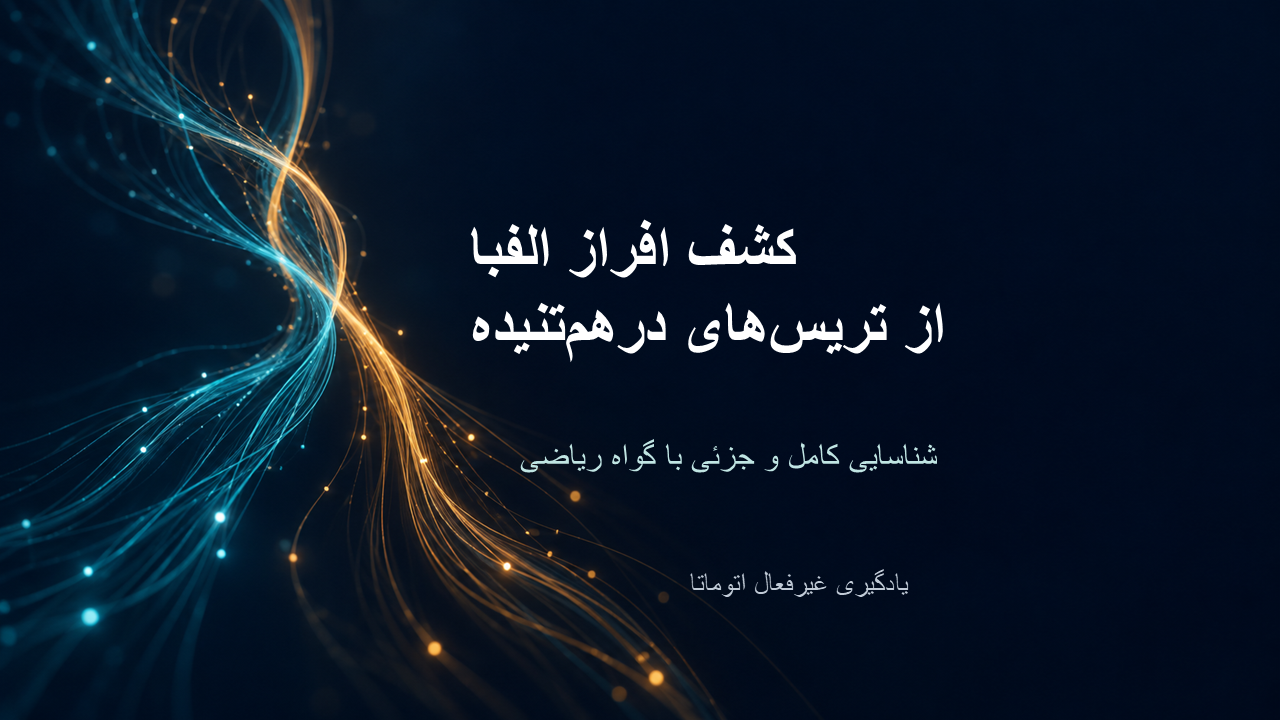 کشف افراز الفبا
از تریس‌های درهم‌تنیده
شناسایی کامل و جزئی با گواه ریاضی
یادگیری غیرفعال اتوماتا